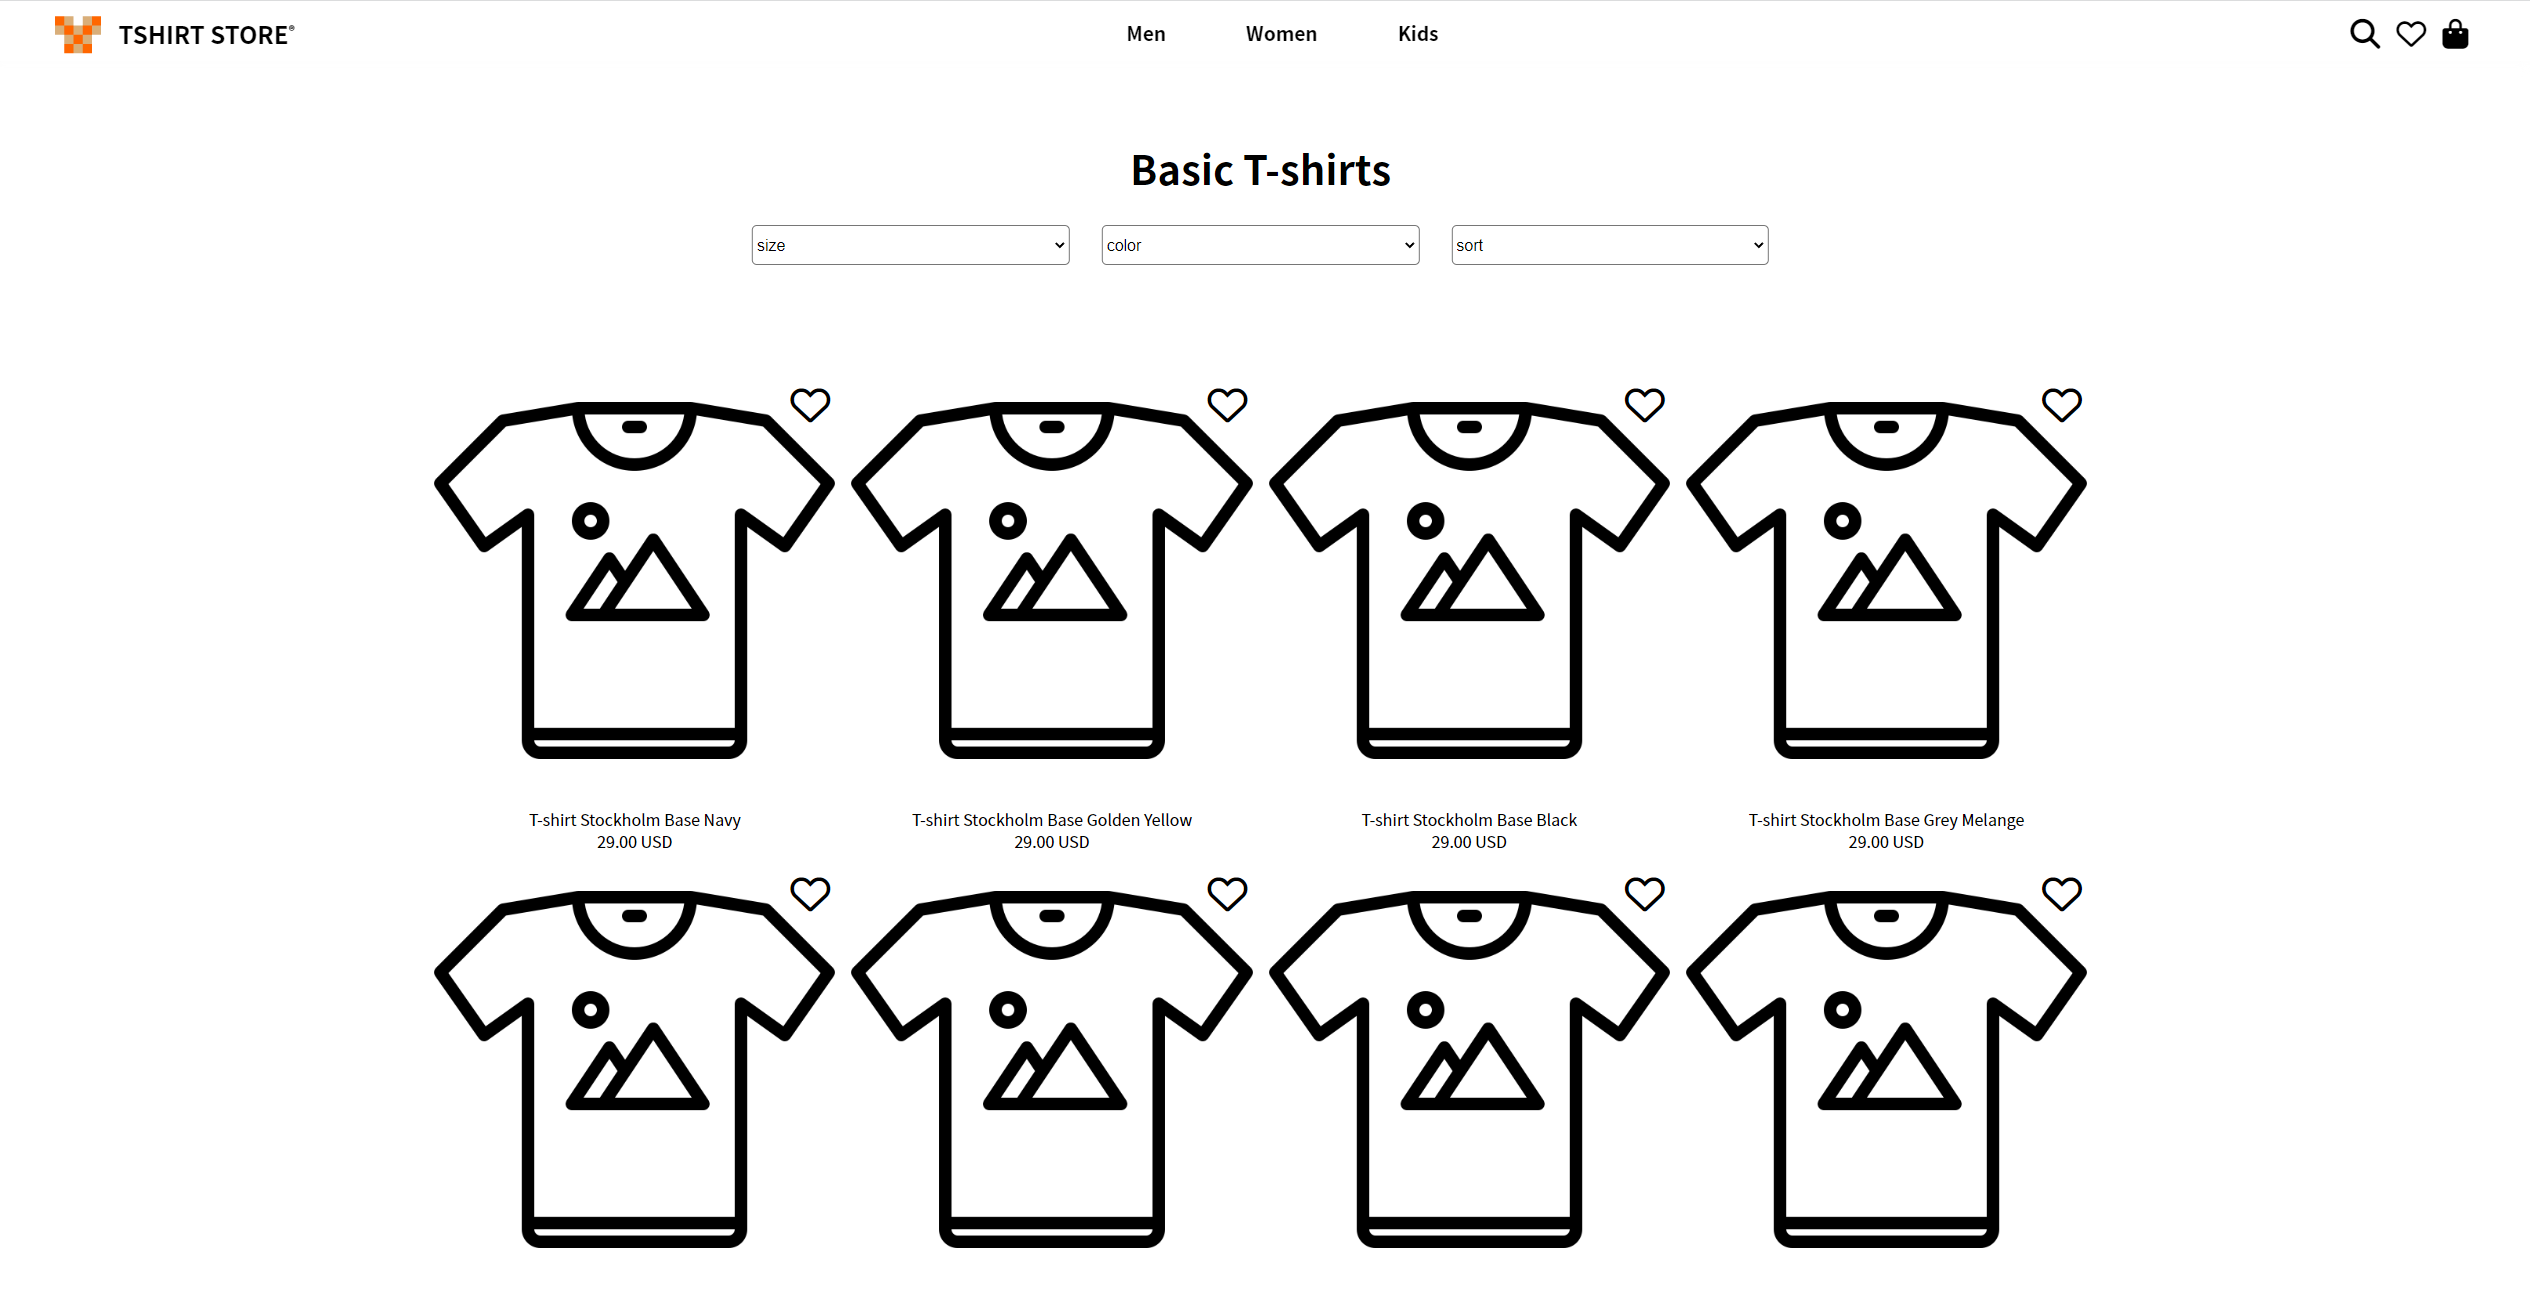 TSHIRT STORE®
Men
Women
Kids
Basic T-shirts
size
color
sort
T-shirt Stockholm Base Navy
29.00 USD
T-shirt Stockholm Base Golden Yellow
29.00 USD
T-shirt Stockholm Base Black
29.00 USD
T-shirt Stockholm Base Grey Melange
29.00 USD